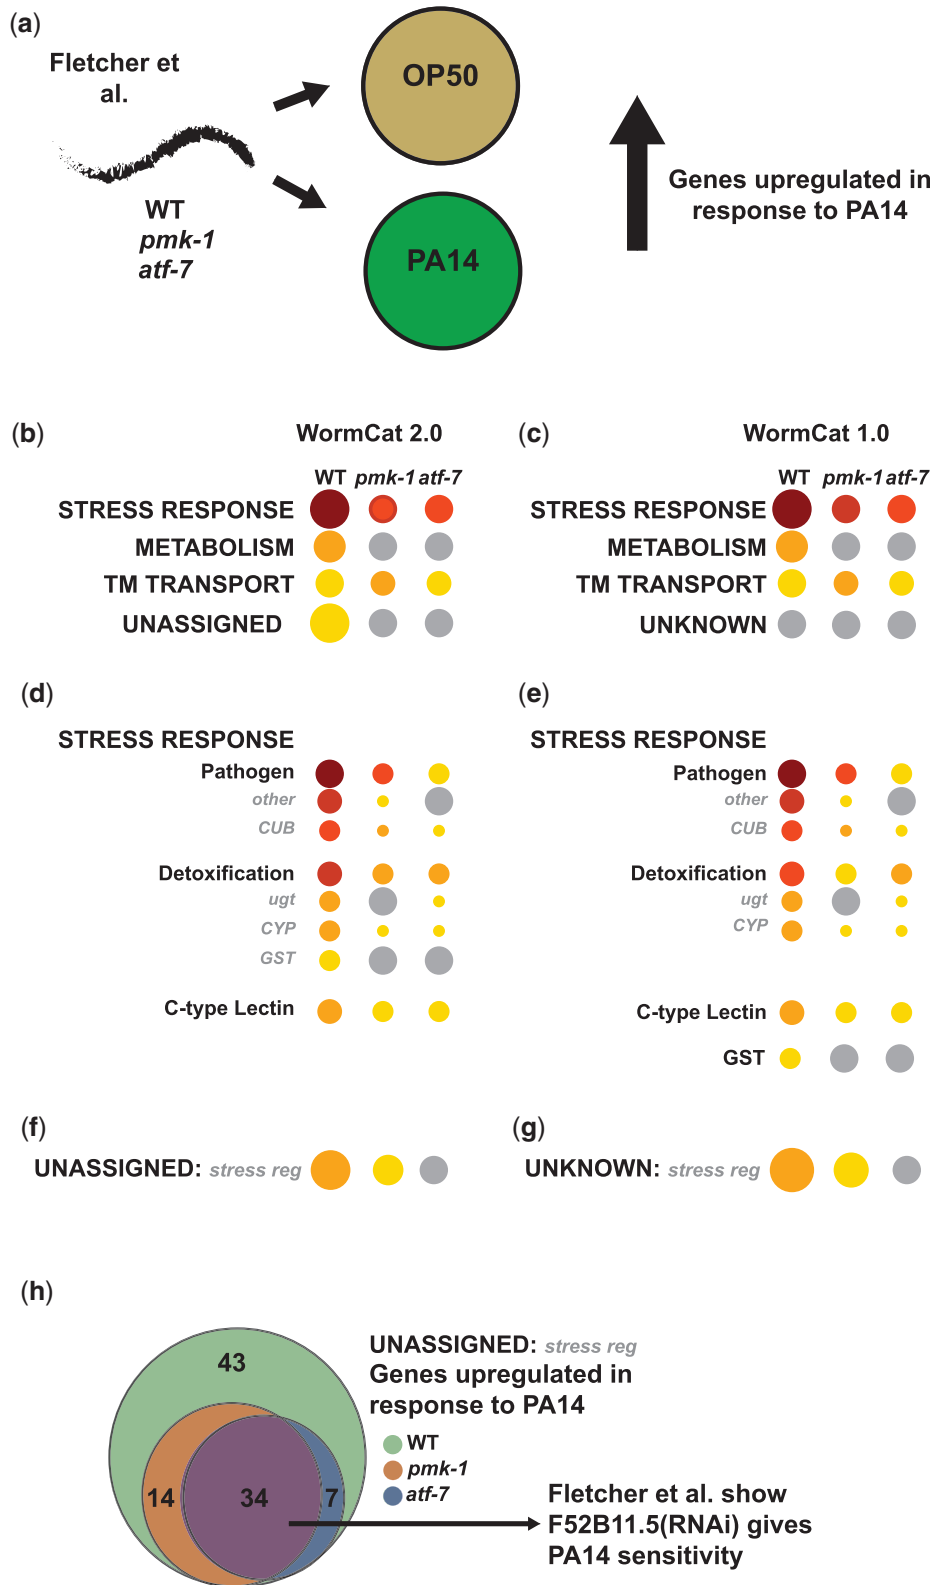 (a)
Fletcher et
al.
WT
pmk-1
atf-7
OP50
PA14
Genes upregulated in
response to PA14
(b)
WormCat 2.0
WT pmk-1 atf-7
STRESS RESPONSE
METABOLISM
TM TRANSPORT
UNASSIGNED
(c)
WormCat 1.0
WT pmk-1 atf-7
STRESS RESPONSE
METABOLISM
TM TRANSPORT
UNKNOWN
(d)
STRESS RESPONSE
Pathogen
other
CUB
Detoxification
ugt
CYP
GST
C-type Lectin
(e)
STRESS RESPONSE
Pathogen
other
CUB
Detoxification
ugt
CYP
C-type Lectin
GST
(f)
UNASSIGNED: stress reg
(g)
UNKNOWN: stress reg
(h)
43
14
34
7
UNASSIGNED: stress reg
Genes upregulated in
response to PA14
WT
pmk-1
atf-7
Fletcher et al. show
F52B11.5(RNAi) gives
PA14 sensitivity